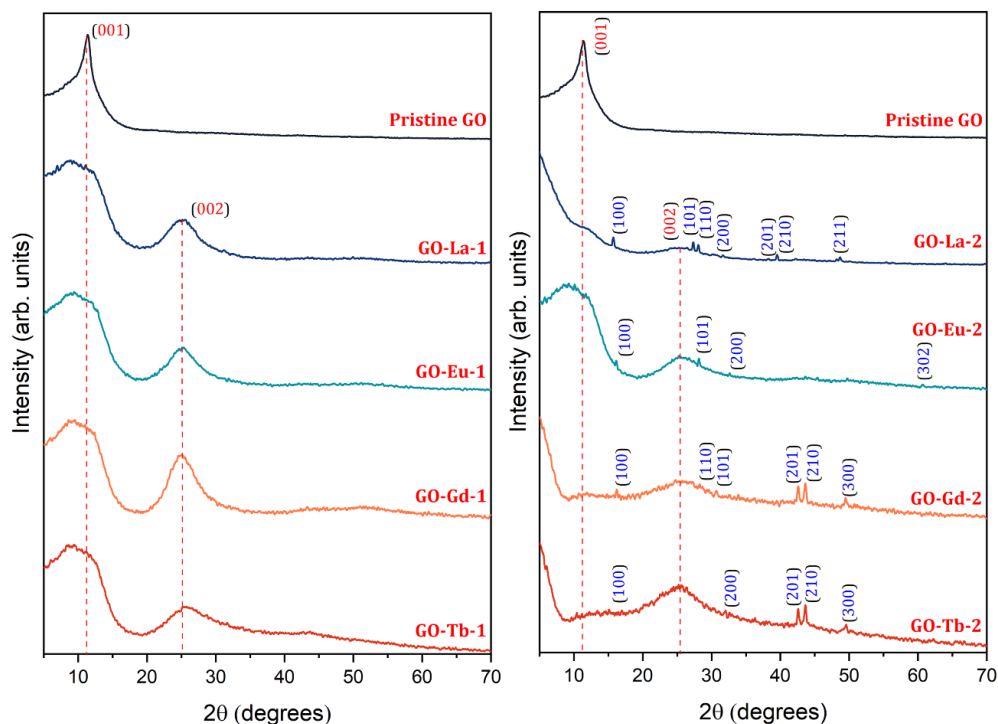 (001)
Pristine GO
(002)
GO-La-1
GO-Eu-1
GO-Gd-1
GO-Tb-1
Intensity (arb. units)
10 20 30 40 50 60 70
2θ (degrees)
(001)
Pristine GO
(100) (002) (101) (110) (200) (201) (210) (211)
GO-La-2
GO-Eu-2
(100) (101) (200) (302)
(100) (110) (101) (201) (210) (300)
GO-Gd-2
(100) (200) (201) (210) (300)
GO-Tb-2
Intensity (arb. units)
10 20 30 40 50 60 70
2θ (degrees)